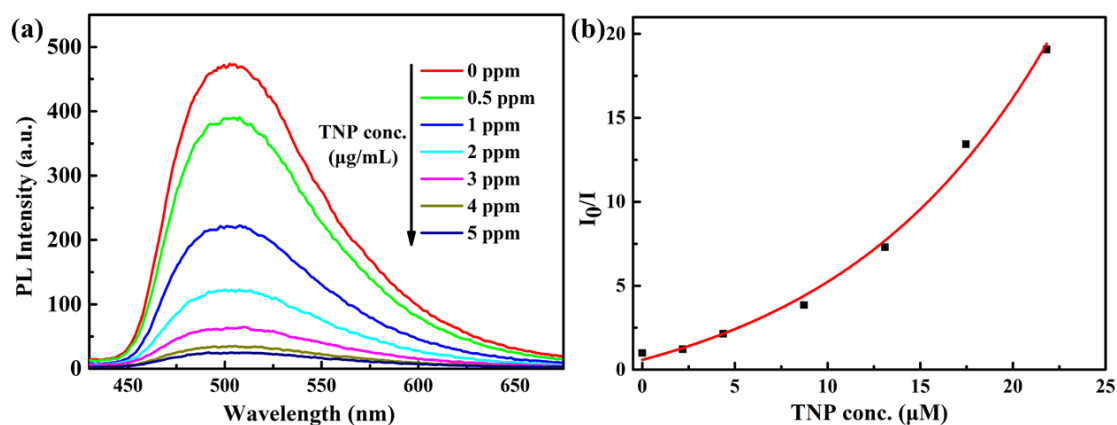 (a)
500
400
300
200
100
0
450
500
550
600
650
PL Intensity (a.u.)
Wavelength (nm)
TNP conc.
(μg/mL)
0 ppm
0.5 ppm
1 ppm
2 ppm
3 ppm
4 ppm
5 ppm
(b)
20
15
10
5
0
0
5
10
15
20
25
I0/I
TNP conc. (μM)